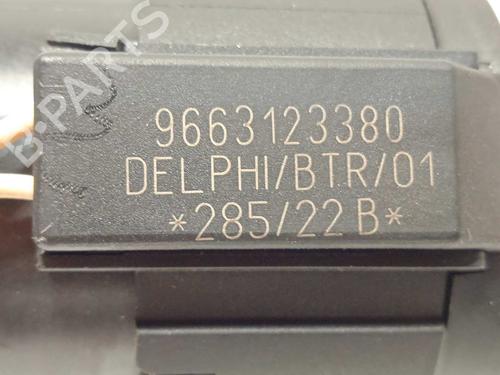 B-PARTS
9663123380
DELPHI/BTR/01
*285/22 B*